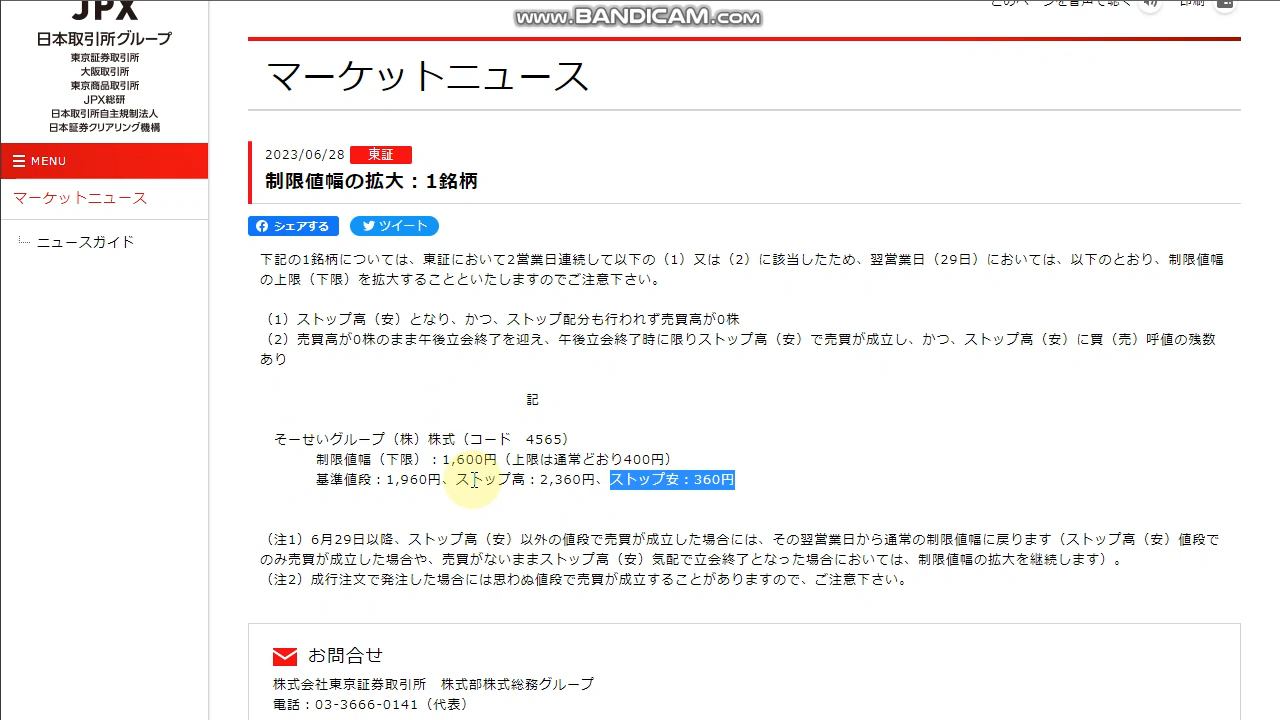 www.BANDICAM.com
JPX
日本取引所グループ
東京証券取引所
大阪取引所
東京商品取引所
JPX総研
日本取引所自主規制法人
日本証券クリアリング機構
MENU
マーケットニュース
ニュースガイド
このページを音声で聴く
印刷
マーケットニュース
2023/06/28 東証
制限値幅の拡大：1銘柄
シェアする ツイート
下記の1銘柄については、東証において2営業日連続して以下の（1）又は（2）に該当したため、翌営業日（29日）においては、以下のとおり、制限値幅
の上限（下限）を拡大することといたしますのでご注意下さい。
（1）ストップ高（安）となり、かつ、ストップ配分も行われず売買高が0株
（2）売買高が0株のまま午後立会終了を迎え、午後立会終了時に限りストップ高（安）で売買が成立し、かつ、ストップ高（安）に買（売）呼値の残数
あり
記
そーせいグループ（株）株式（コード　4565）
制限値幅（下限）：1,600円（上限は通常どおり400円）
基準値段：1,960円、ストップ高：2,360円、ストップ安：360円
（注1）6月29日以降、ストップ高（安）以外の値段で売買が成立した場合には、その翌営業日から通常の制限値幅に戻ります（ストップ高（安）値段で
のみ売買が成立した場合や、売買がないままストップ高（安）気配で立会終了となった場合においては、制限値幅の拡大を継続します）。
（注2）成行注文で発注した場合には思わぬ値段で売買が成立することがありますので、ご注意下さい。
お問合せ
株式会社東京証券取引所　株式部株式総務グループ
電話：03-3666-0141（代表）